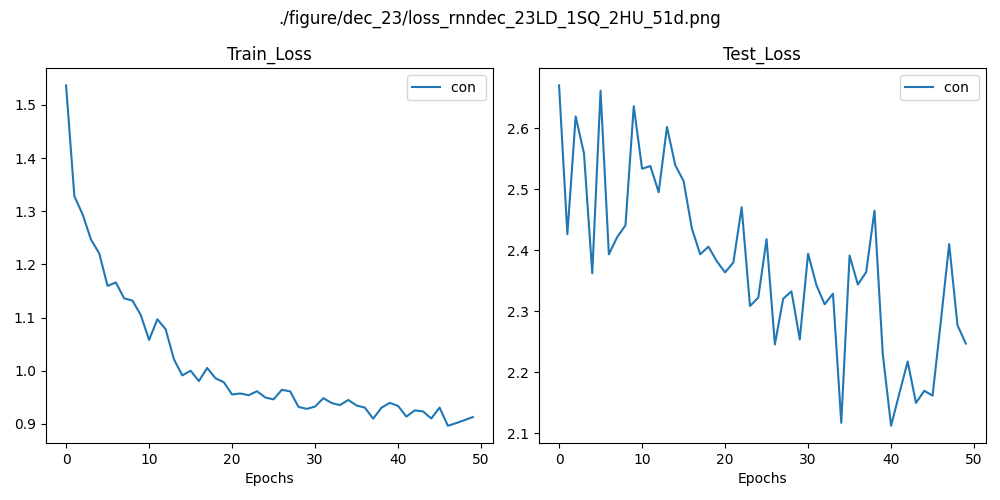 ./figure/dec_23/loss_rnndec_23LD_1SQ_2HU_51d.png
Train_Loss
con
1.5
1.4
1.3
1.2
1.1
1.0
0.9
0 10 20 30 40 50
Epochs
Test_Loss
con
2.6
2.5
2.4
2.3
2.2
2.1
0 10 20 30 40 50
Epochs